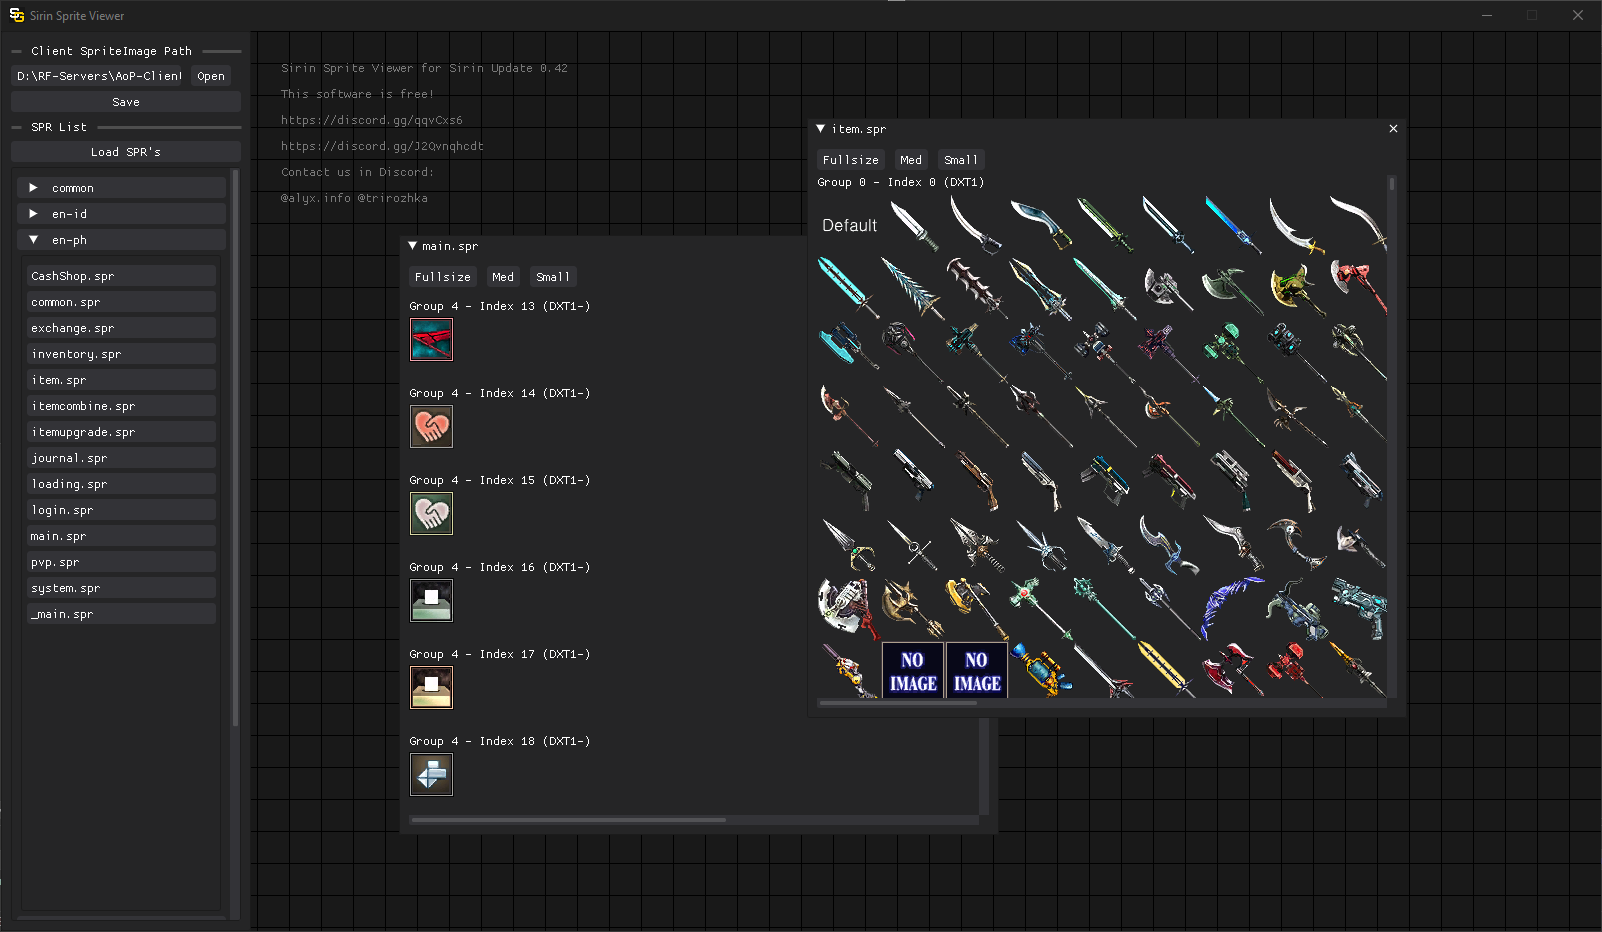 Sirin Sprite Viewer
Client SpriteImage Path
D:\RF-Servers\AoP-Client
Open
Save
SPR List
Load SPR's
common
en-id
en-ph
CashShop.spr
common.spr
exchange.spr
inventory.spr
item.spr
itemcombine.spr
itemupgrade.spr
journal.spr
loading.spr
login.spr
main.spr
pvp.spr
system.spr
_main.spr
Sirin Sprite Viewer for Sirin Update 0.42
This software is free!
https://discord.gg/qqvCxs6
https://discord.gg/J2Qvnqhcdt
Contact us in Discord:
@alyx.info @trirozhka
main.spr
Fullsize Med Small
Group 4 - Index 13 (DXT1-)
Group 4 - Index 14 (DXT1-)
Group 4 - Index 15 (DXT1-)
Group 4 - Index 16 (DXT1-)
Group 4 - Index 17 (DXT1-)
Group 4 - Index 18 (DXT1-)
item.spr
Fullsize Med Small
Group 0 - Index 0 (DXT1)
Default
NO
IMAGE
NO
IMAGE